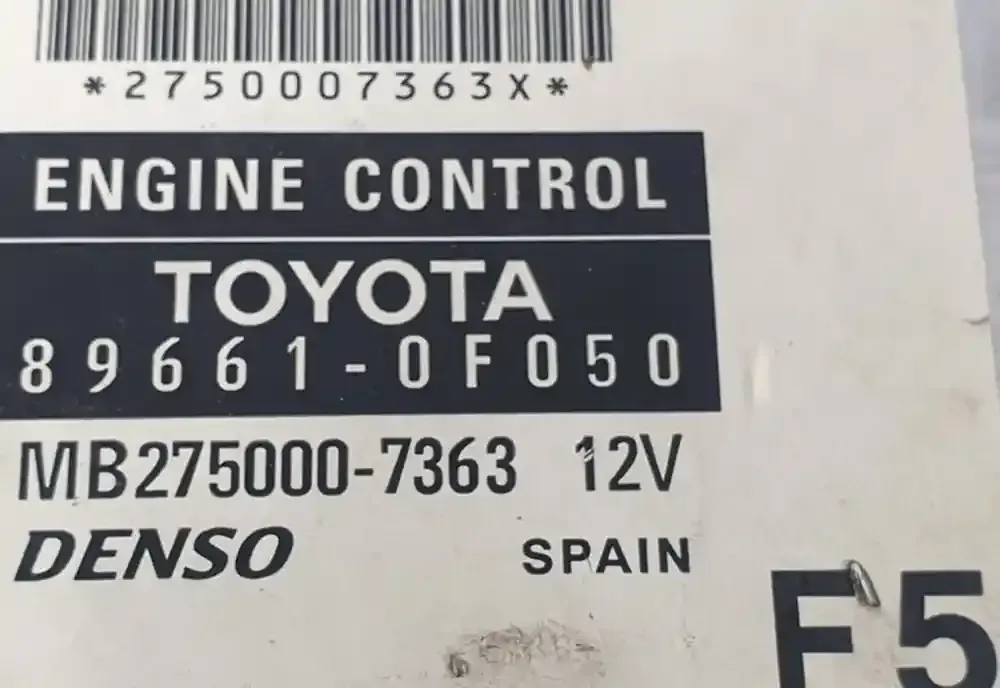 *2750007363X*
ENGINE CONTROL
TOYOTA
89661-0F050
MB275000-7363 12V
DENSO SPAIN
F5